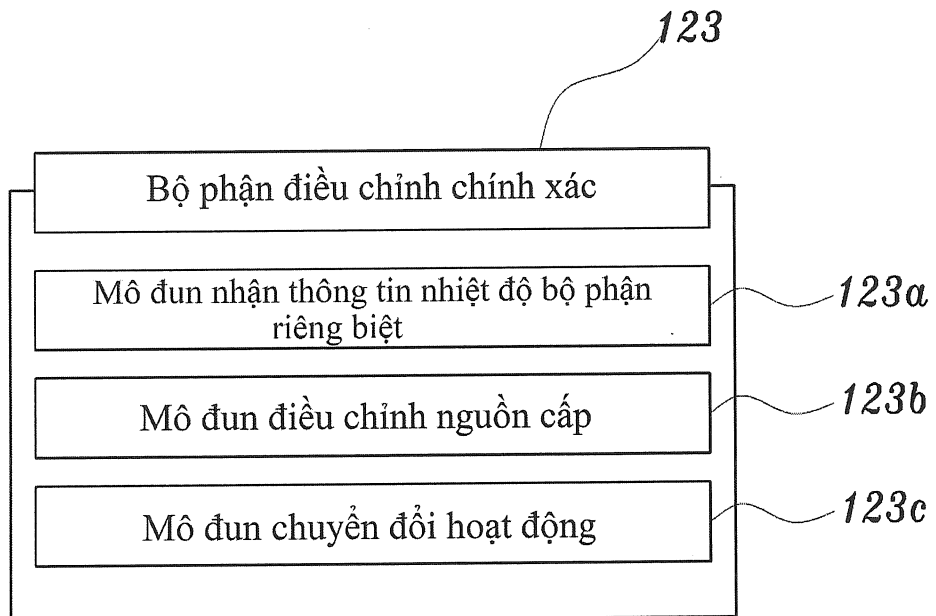 123
Bộ phận điều chỉnh chính xác
Mô đun nhận thông tin nhiệt độ bộ phận
riêng biệt
123a
Mô đun điều chỉnh nguồn cấp
123b
Mô đun chuyển đổi hoạt động
123c